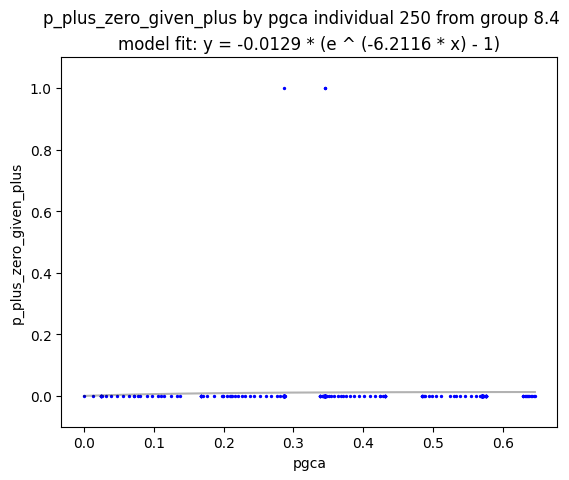 p_plus_zero_given_plus by pgca individual 250 from group 8.4
model fit: y = -0.0129 * (e ^ (-6.2116 * x) - 1)
p_plus_zero_given_plus
1.0
0.8
0.6
0.4
0.2
0.0
0.0 0.1 0.2 0.3 0.4 0.5 0.6
pgca